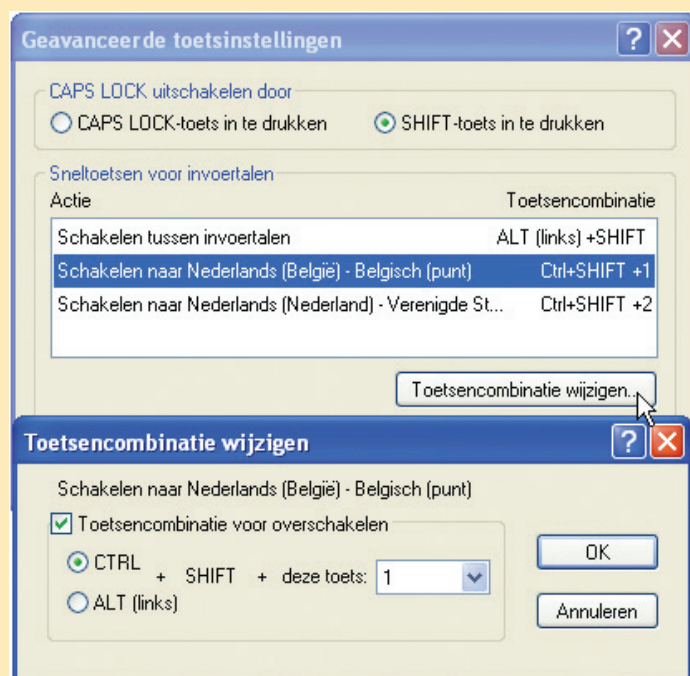 Geavanceerde toetsinstellingen
CAPS LOCK uitschakelen door
CAPS LOCK-toets in te drukken SHIFT-toets in te drukken
Sneltoetsen voor invoertalen
Actie Toetsencombinatie
Schakelen tussen invoertalen ALT (links) +SHIFT
Schakelen naar Nederlands (België) - Belgisch (punt) Ctrl+SHIFT +1
Schakelen naar Nederlands (Nederland) - Verenigde St... Ctrl+SHIFT +2
Toetsencombinatie wijzigen...
Toetsencombinatie wijzigen
Schakelen naar Nederlands (België) - Belgisch (punt)
Toetsencombinatie voor overschakelen
CTRL + SHIFT + deze toets: 1
ALT (links)
OK
Annuleren